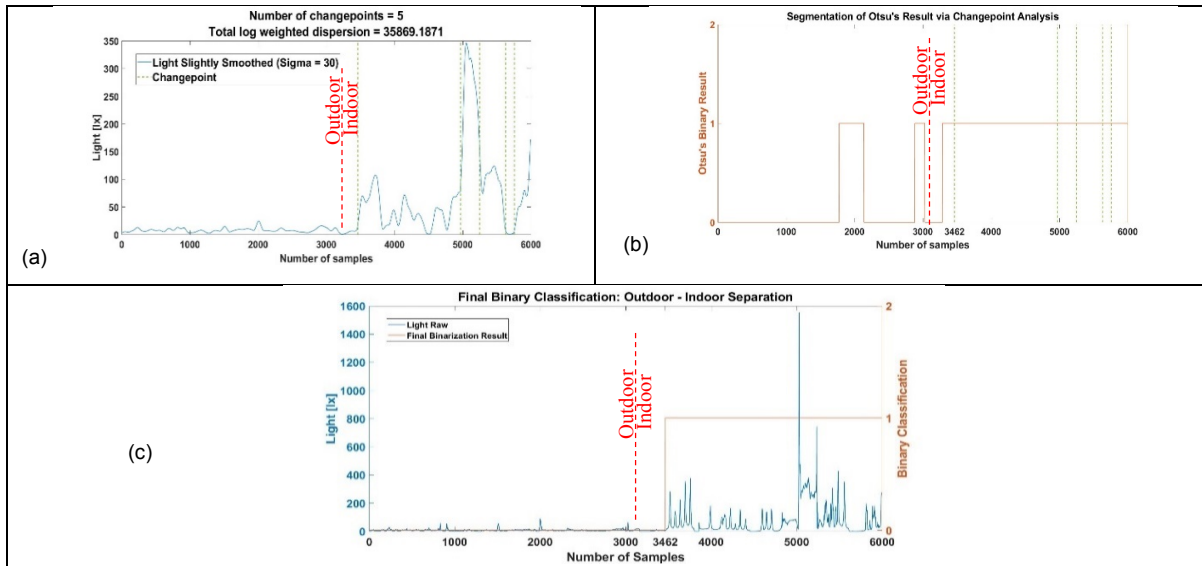 Number of changepoints = 5
Total log weighted dispersion = 35869.1871
350
300
250
200
150
100
50
0
Light [lx]
Light Slightly Smoothed (Sigma = 30)
Changepoint
Outdoor
Indoor
0 1000 2000 3000 4000 5000 6000
Number of samples
(a)
Segmentation of Otsu's Result via Changepoint Analysis
2
1
0
Otsu's Binary Result
Outdoor
Indoor
0 1000 2000 3000 3462 4000 5000 6000
Number of samples
(b)
Final Binary Classification: Outdoor - Indoor Separation
1600
1400
1200
1000
800
600
400
200
0
Light [lx]
Light Raw
Final Binarization Result
Outdoor
Indoor
2
1
0
Binary Classification
0 1000 2000 3000 3462 4000 5000 6000
Number of Samples
(c)